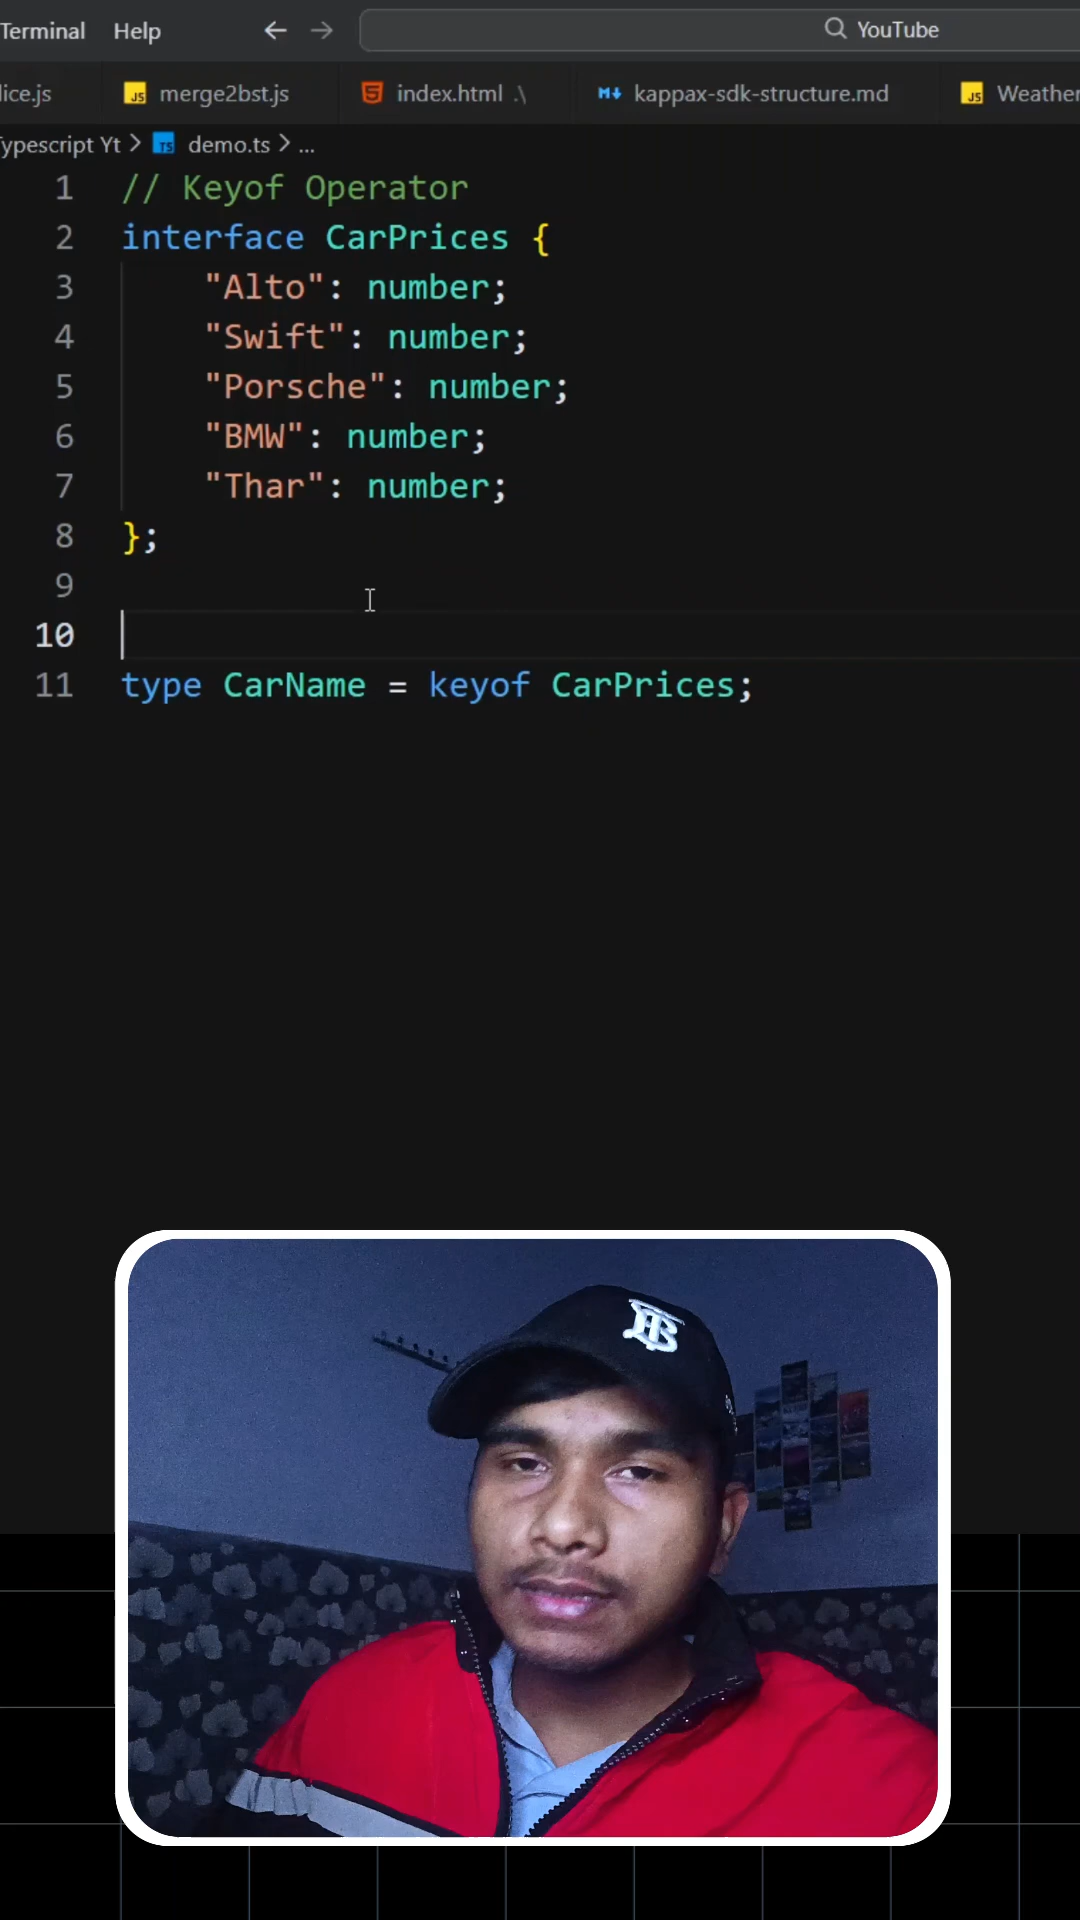 Terminal Help YouTube
lice.js merge2bst.js index.html .\ kappax-sdk-structure.md Weather
ypescript Yt > demo.ts > ...
1 // Keyof Operator
2 interface CarPrices {
3 "Alto": number;
4 "Swift": number;
5 "Porsche": number;
6 "BMW": number;
7 "Thar": number;
8 };
9
10
11 type CarName = keyof CarPrices;